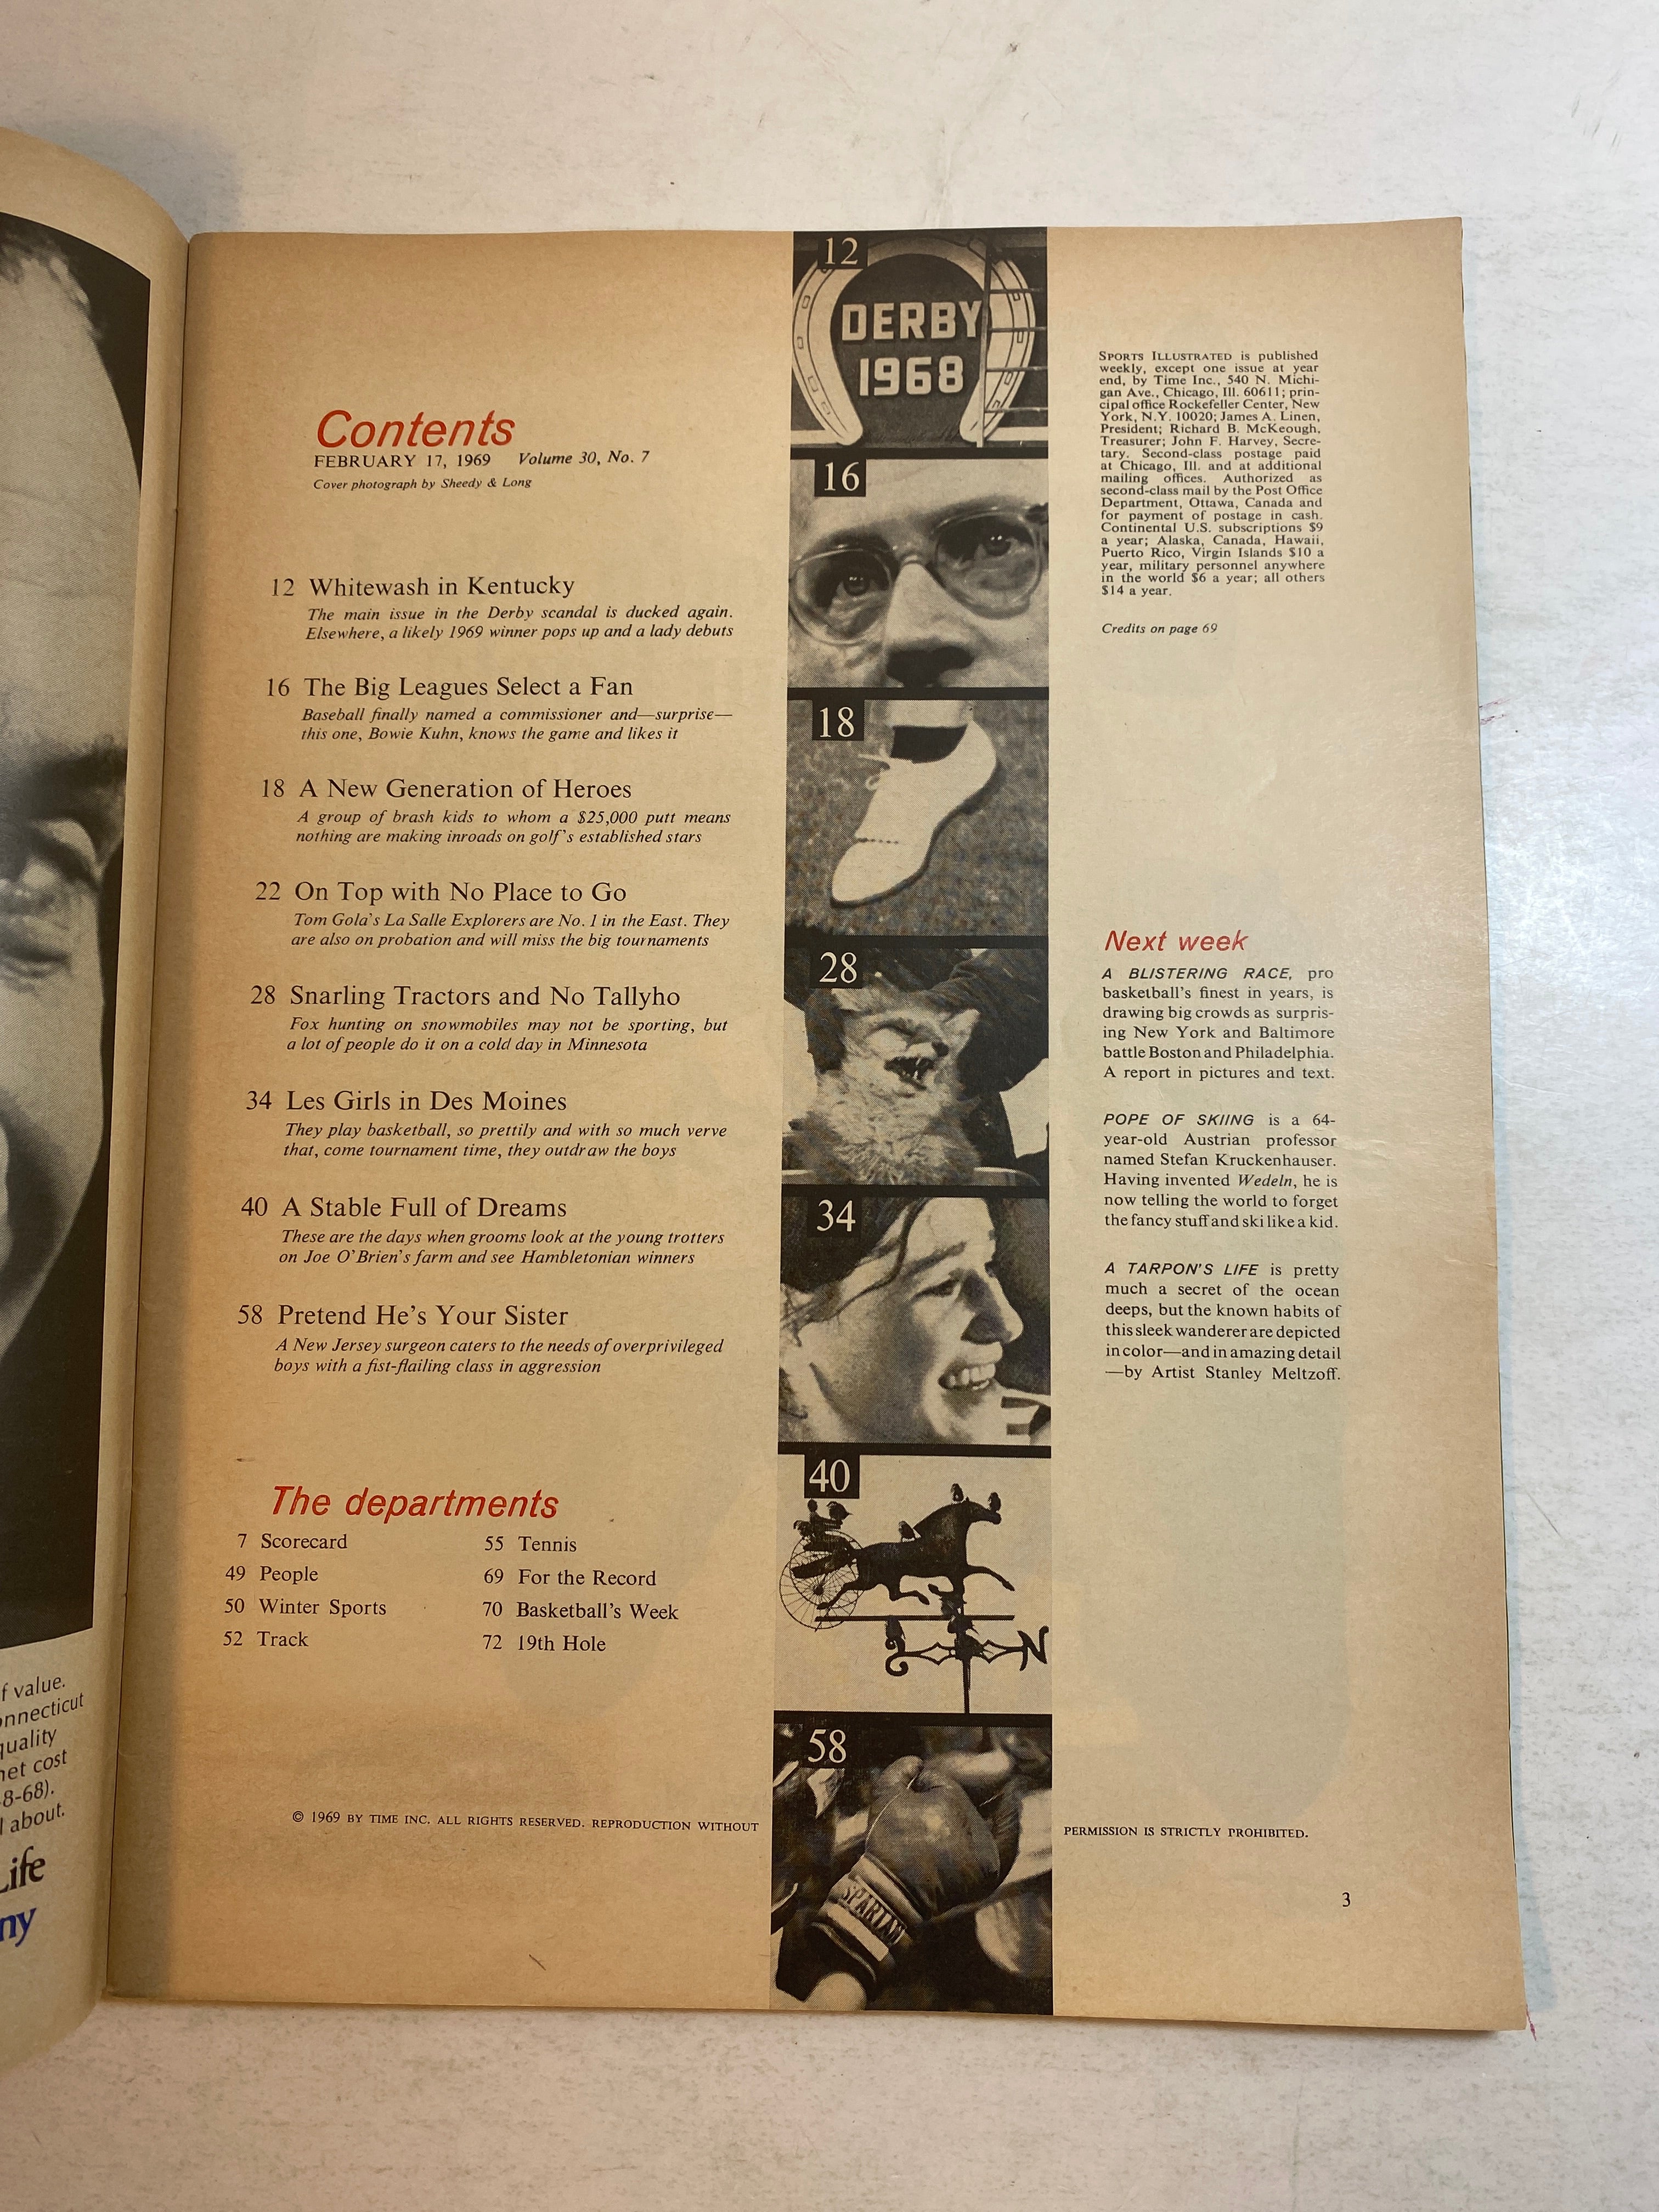 Contents
FEBRUARY 17, 1969 Volume 30, No. 7
Cover photograph by Sheedy & Long
12 Whitewash in Kentucky
The main issue in the Derby scandal is ducked again.
Elsewhere, a likely 1969 winner pops up and a lady debuts
16 The Big Leagues Select a Fan
Baseball finally named a commissioner and—surprise—
this one, Bowie Kuhn, knows the game and likes it
18 A New Generation of Heroes
A group of brash kids to whom a $25,000 putt means
nothing are making inroads on golf's established stars
22 On Top with No Place to Go
Tom Gola's La Salle Explorers are No. 1 in the East. They
are also on probation and will miss the big tournaments
28 Snarling Tractors and No Tallyho
Fox hunting on snowmobiles may not be sporting, but
a lot of people do it on a cold day in Minnesota
34 Les Girls in Des Moines
They play basketball, so prettily and with so much verve
that, come tournament time, they outdraw the boys
40 A Stable Full of Dreams
These are the days when grooms look at the young trotters
on Joe O'Brien's farm and see Hambletonian winners
58 Pretend He's Your Sister
A New Jersey surgeon caters to the needs of overprivileged
boys with a fist-flailing class in aggression
The departments
7 Scorecard
49 People
50 Winter Sports
52 Track
55 Tennis
69 For the Record
70 Basketball's Week
72 19th Hole
12
DERBY
1968
16
18
28
34
40
N
58
SPARTAN
SPORTS ILLUSTRATED is published
weekly, except one issue at year
end, by Time Inc., 540 N. Michi-
gan Ave., Chicago, Ill. 60611; prin-
cipal office Rockefeller Center, New
York, N.Y. 10020; James A. Linen,
President; Richard B. McKeough,
Treasurer; John F. Harvey, Secre-
tary. Second-class postage paid
at Chicago, Ill. and at additional
mailing offices. Authorized as
second-class mail by the Post Office
Department, Ottawa, Canada and
for payment of postage in cash.
Continental U.S. subscriptions $9
a year; Alaska, Canada, Hawaii,
Puerto Rico, Virgin Islands $10 a
year, military personnel anywhere
in the world $6 a year; all others
$14 a year.
Credits on page 69
Next week
A BLISTERING RACE, pro
basketball's finest in years, is
drawing big crowds as surpris-
ing New York and Baltimore
battle Boston and Philadelphia.
A report in pictures and text.
POPE OF SKIING is a 64-
year-old Austrian professor
named Stefan Kruckenhauser.
Having invented Wedeln, he is
now telling the world to forget
the fancy stuff and ski like a kid.
A TARPON'S LIFE is pretty
much a secret of the ocean
deeps, but the known habits of
this sleek wanderer are depicted
in color—and in amazing detail
—by Artist Stanley Meltzoff.
© 1969 BY TIME INC. ALL RIGHTS RESERVED. REPRODUCTION WITHOUT PERMISSION IS STRICTLY PROHIBITED.
3
f value.
onnecticut
quality
net cost
8-68).
about.
Life
ny